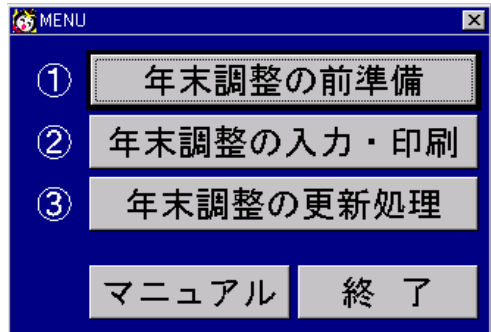 MENU
① 年末調整の前準備
② 年末調整の入力・印刷
③ 年末調整の更新処理
マニュアル 終 了